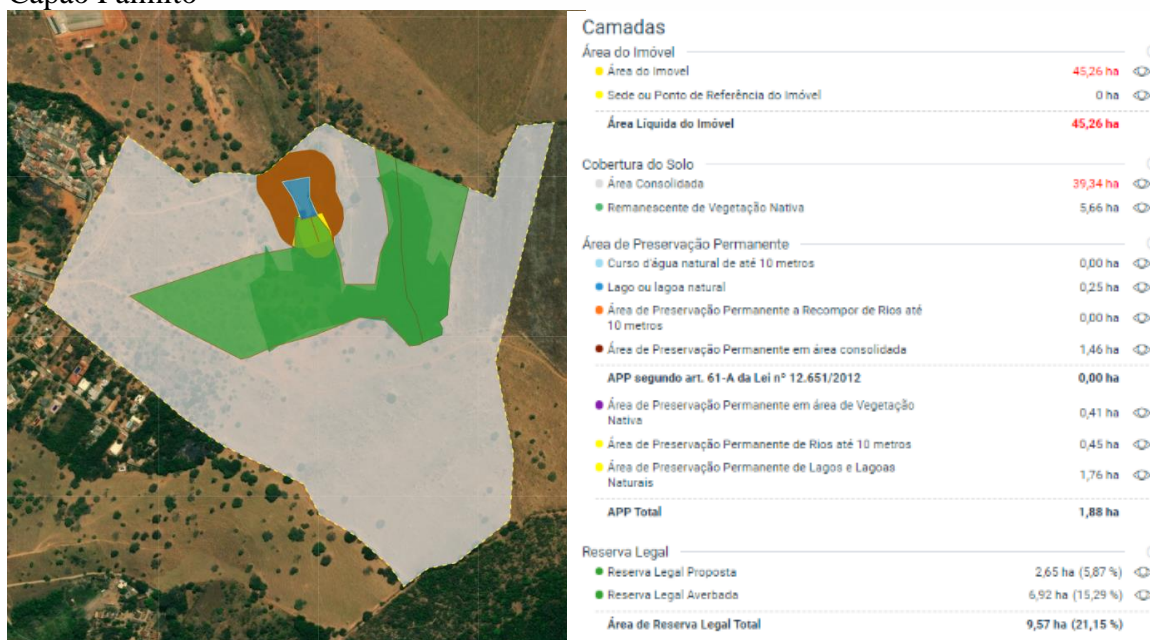 Capão Palmito
Camadas
Área do Imóvel
Área do Imovel 45,26 ha
Sede ou Ponto de Referência do Imóvel 0 ha
Área Líquida do Imóvel 45,26 ha
Cobertura do Solo
Área Consolidada 39,34 ha
Remanescente de Vegetação Nativa 5,66 ha
Área de Preservação Permanente
Curso d'água natural de até 10 metros 0,00 ha
Lago ou lagoa natural 0,25 ha
Área de Preservação Permanente a Recompor de Rios até
10 metros 0,00 ha
Área de Preservação Permanente em área consolidada 1,46 ha
APP segundo art. 61-A da Lei nº 12.651/2012 0,00 ha
Área de Preservação Permanente em área de Vegetação
Nativa 0,41 ha
Área de Preservação Permanente de Rios até 10 metros 0,45 ha
Área de Preservação Permanente de Lagos e Lagoas
Naturais 1,76 ha
APP Total 1,88 ha
Reserva Legal
Reserva Legal Proposta 2,65 ha (5,87 %)
Reserva Legal Averbada 6,92 ha (15,29 %)
Área de Reserva Legal Total 9,57 ha (21,15 %)